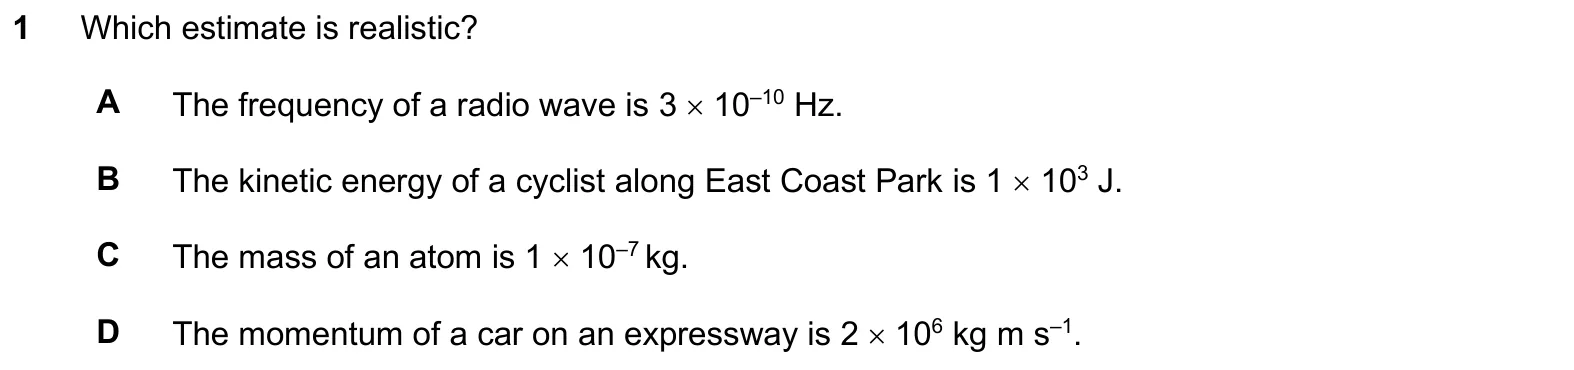 1 Which estimate is realistic?
A The frequency of a radio wave is 3 × 10⁻¹⁰ Hz.
B The kinetic energy of a cyclist along East Coast Park is 1 × 10³ J.
C The mass of an atom is 1 × 10⁻⁷ kg.
D The momentum of a car on an expressway is 2 × 10⁶ kg m s⁻¹.